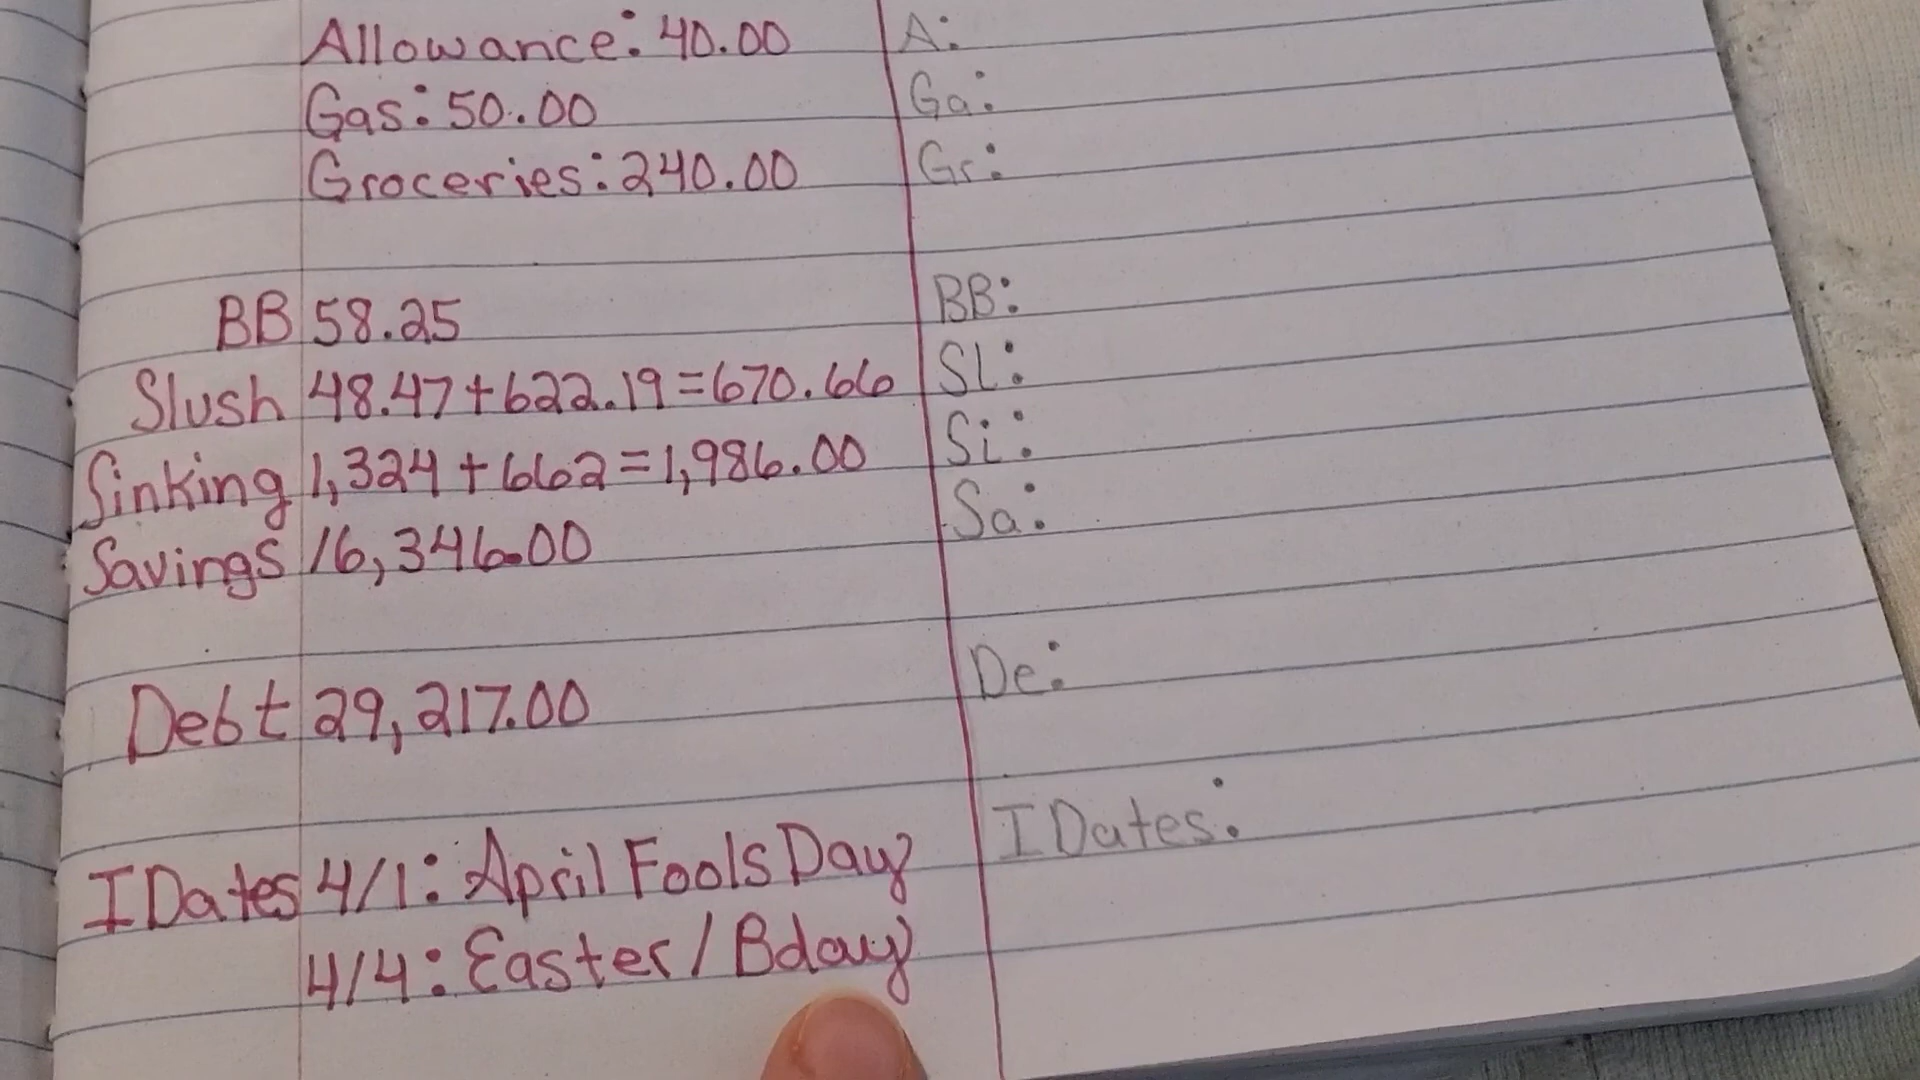 Allowance: 40.00 A:
Gas: 50.00 Ga:
Groceries: 240.00 Gr:
BB 58.25 BB:
Slush 48.47+622.19=670.66 Sl:
Sinking 1,324+662=1,986.00 Si:
Savings 16,346.00 Sa:
Debt 29,217.00 De:
I Dates 4/1: April Fools Day I Dates:
4/4: Easter/Bday